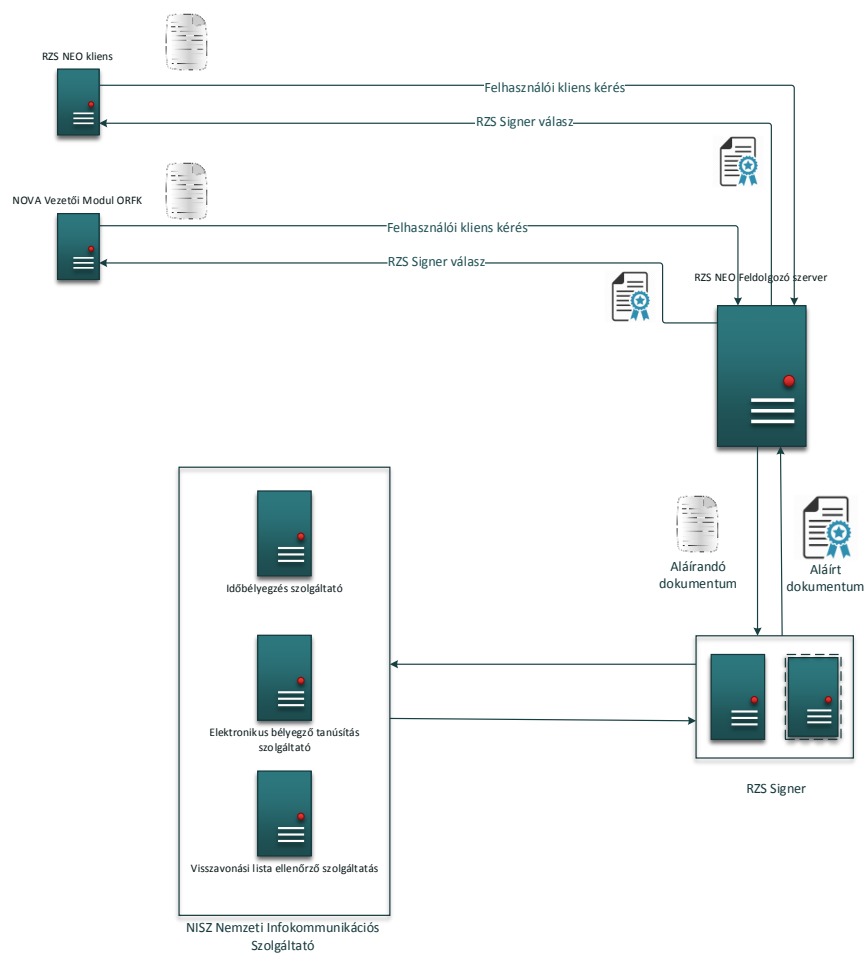 RZS NEO kliens
Felhasználói kliens kérés
RZS Signer válasz
NOVA Vezetői Modul ORFK
Felhasználói kliens kérés
RZS Signer válasz
RZS NEO Feldolgozó szerver
Aláírandó
dokumentum
Aláírt
dokumentum
Időbélyegzés szolgáltató
Elektronikus bélyegző tanúsítás
szolgáltató
Visszavonási lista ellenőrző szolgáltatás
RZS Signer
NISZ Nemzeti Infokommunikációs
Szolgáltató